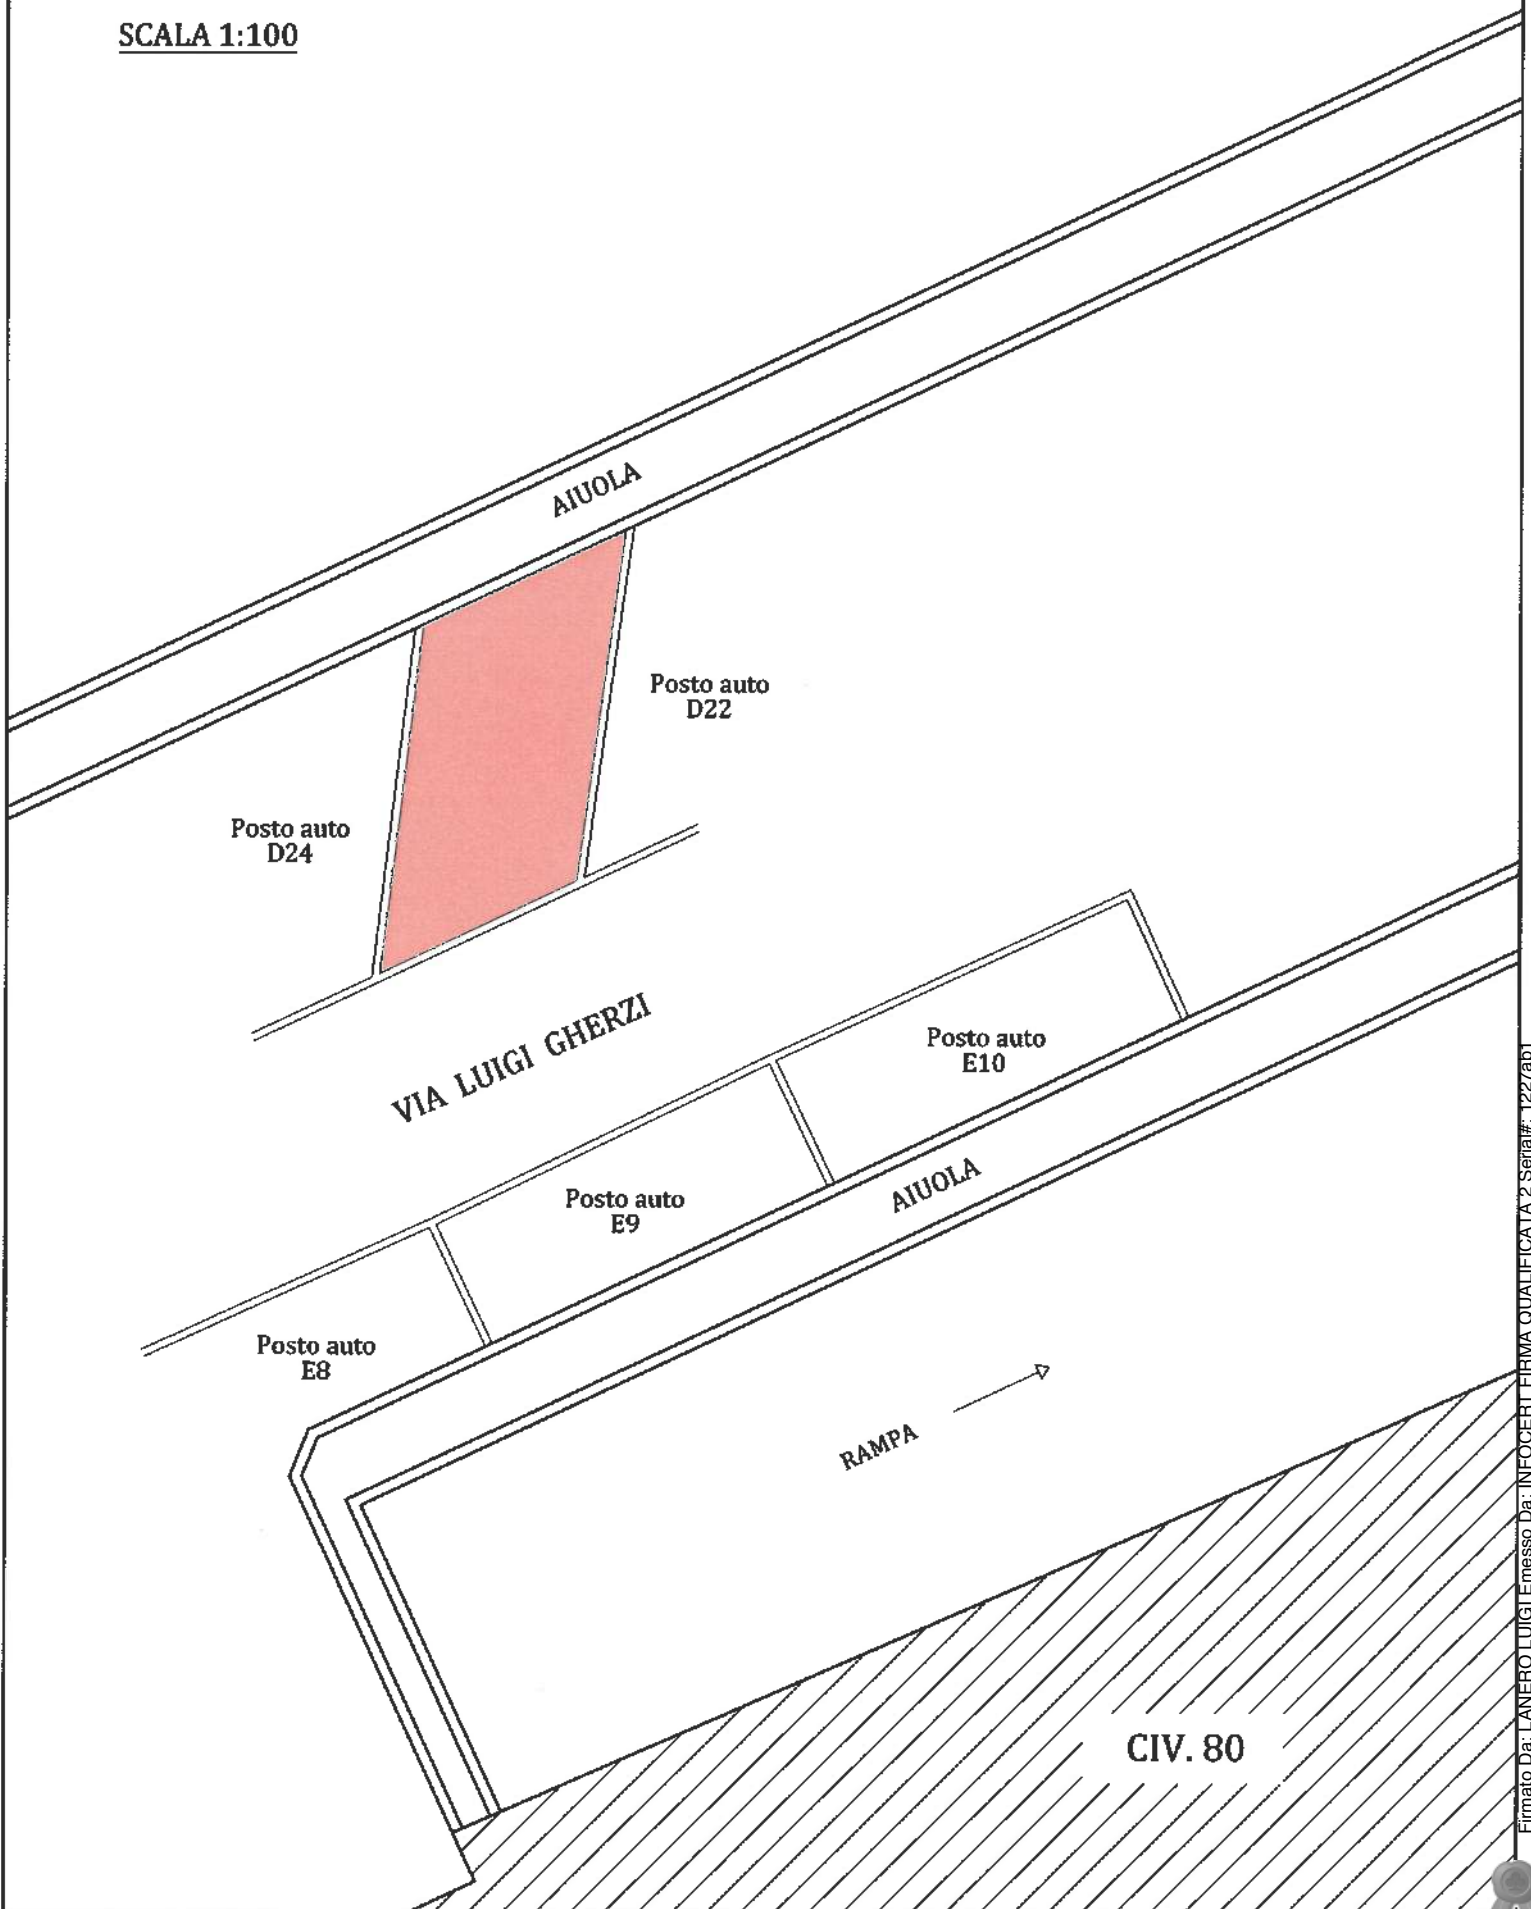 SCALA 1:100
AIUOLA
Posto auto
D22
Posto auto
D24
VIA LUIGI GHERZI
Posto auto
E10
Posto auto
E9
AIUOLA
Posto auto
E8
RAMPA
CIV. 80
Firmato Da: LANERO LUIGI Emesso Da: INFOCERT FIRMA QUALIFICATA 2 Serial#: 1227ab1